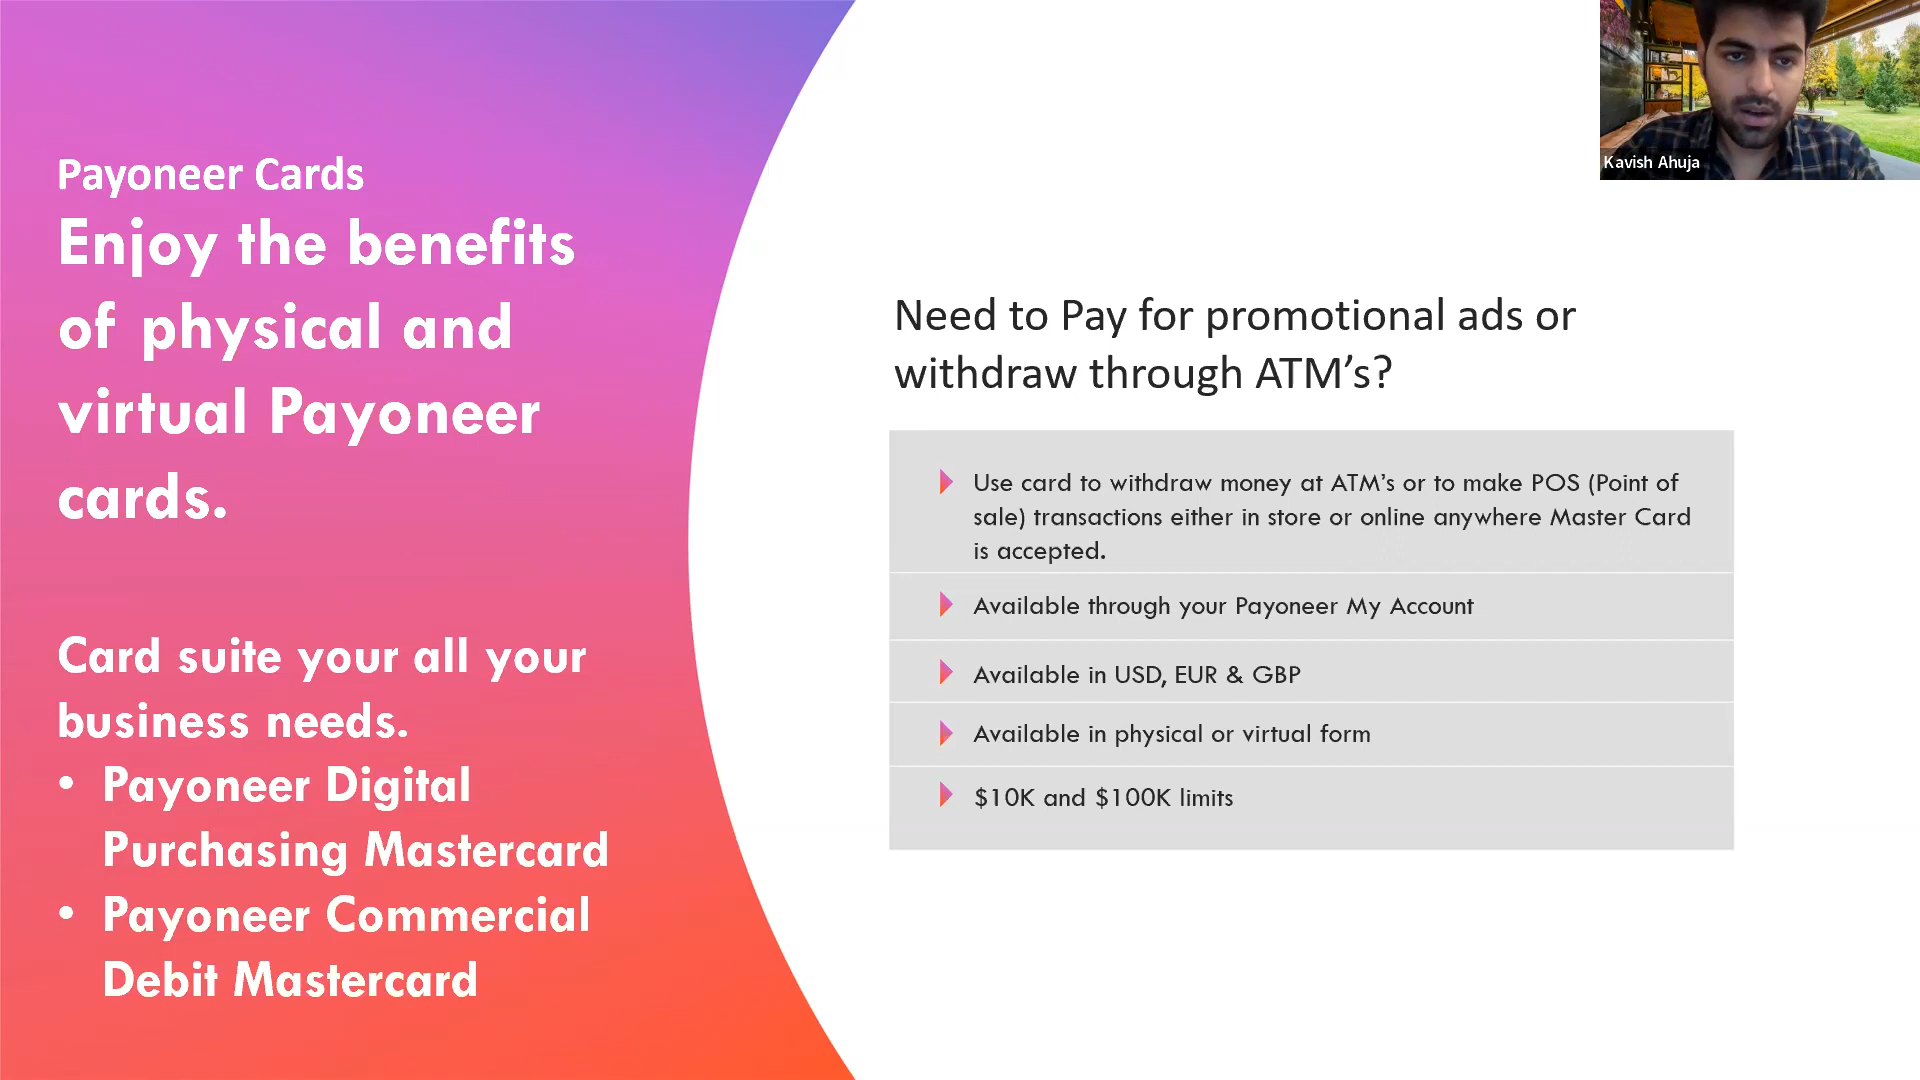 Payoneer Cards
Enjoy the benefits
of physical and
virtual Payoneer
cards.
Card suite your all your
business needs.
• Payoneer Digital
Purchasing Mastercard
• Payoneer Commercial
Debit Mastercard
Kavish Ahuja
Need to Pay for promotional ads or
withdraw through ATM’s?
Use card to withdraw money at ATM’s or to make POS (Point of
sale) transactions either in store or online anywhere Master Card
is accepted.
Available through your Payoneer My Account
Available in USD, EUR & GBP
Available in physical or virtual form
$10K and $100K limits